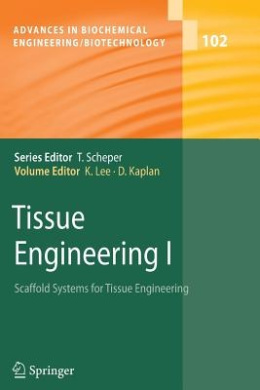 ADVANCES IN BIOCHEMICAL
ENGINEERING/BIOTECHNOLOGY 102
Series Editor T. Scheper
Volume Editor K. Lee · D. Kaplan
Tissue
Engineering I
Scaffold Systems for Tissue Engineering
Springer